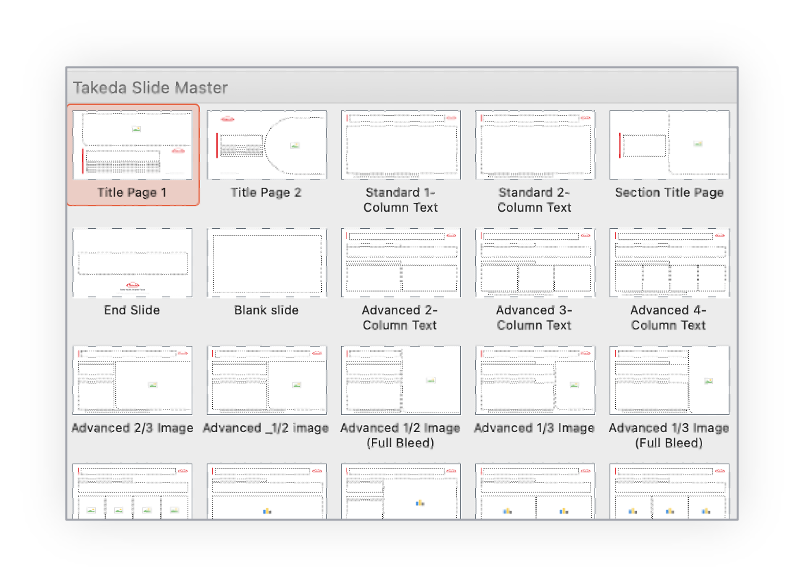 Takeda Slide Master
Title Page 1
Title Page 2
Standard 1-
Column Text
Standard 2-
Column Text
Section Title Page
End Slide
Blank slide
Advanced 2-
Column Text
Advanced 3-
Column Text
Advanced 4-
Column Text
Advanced 2/3 Image
Advanced _1/2 image
Advanced 1/2 Image
(Full Bleed)
Advanced 1/3 Image
Advanced 1/3 Image
(Full Bleed)